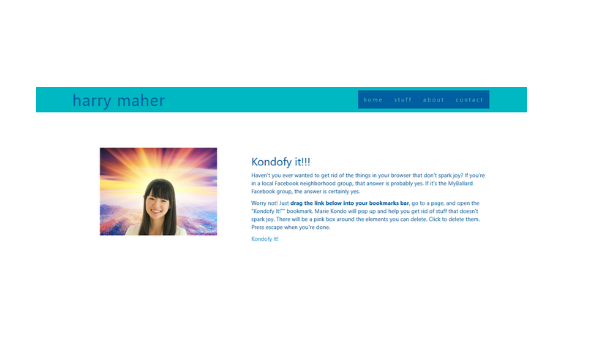 harry maher
home stuff about contact
Kondofy it!!!
Haven't you ever wanted to get rid of the things in your browser that don't spark joy? If you're
in a local Facebook neighborhood group, that answer is probably yes. If it's the MyBallard
Facebook group, the answer is certainly yes.
Worry not! Just drag the link below into your bookmarks bar, go to a page, and open the
"Kondofy It!" bookmark. Marie Kondo will pop up and help you get rid of stuff that doesn't
spark joy. There will be a pink box around the elements you can delete. Click to delete them.
Press escape when you're done.
Kondofy It!